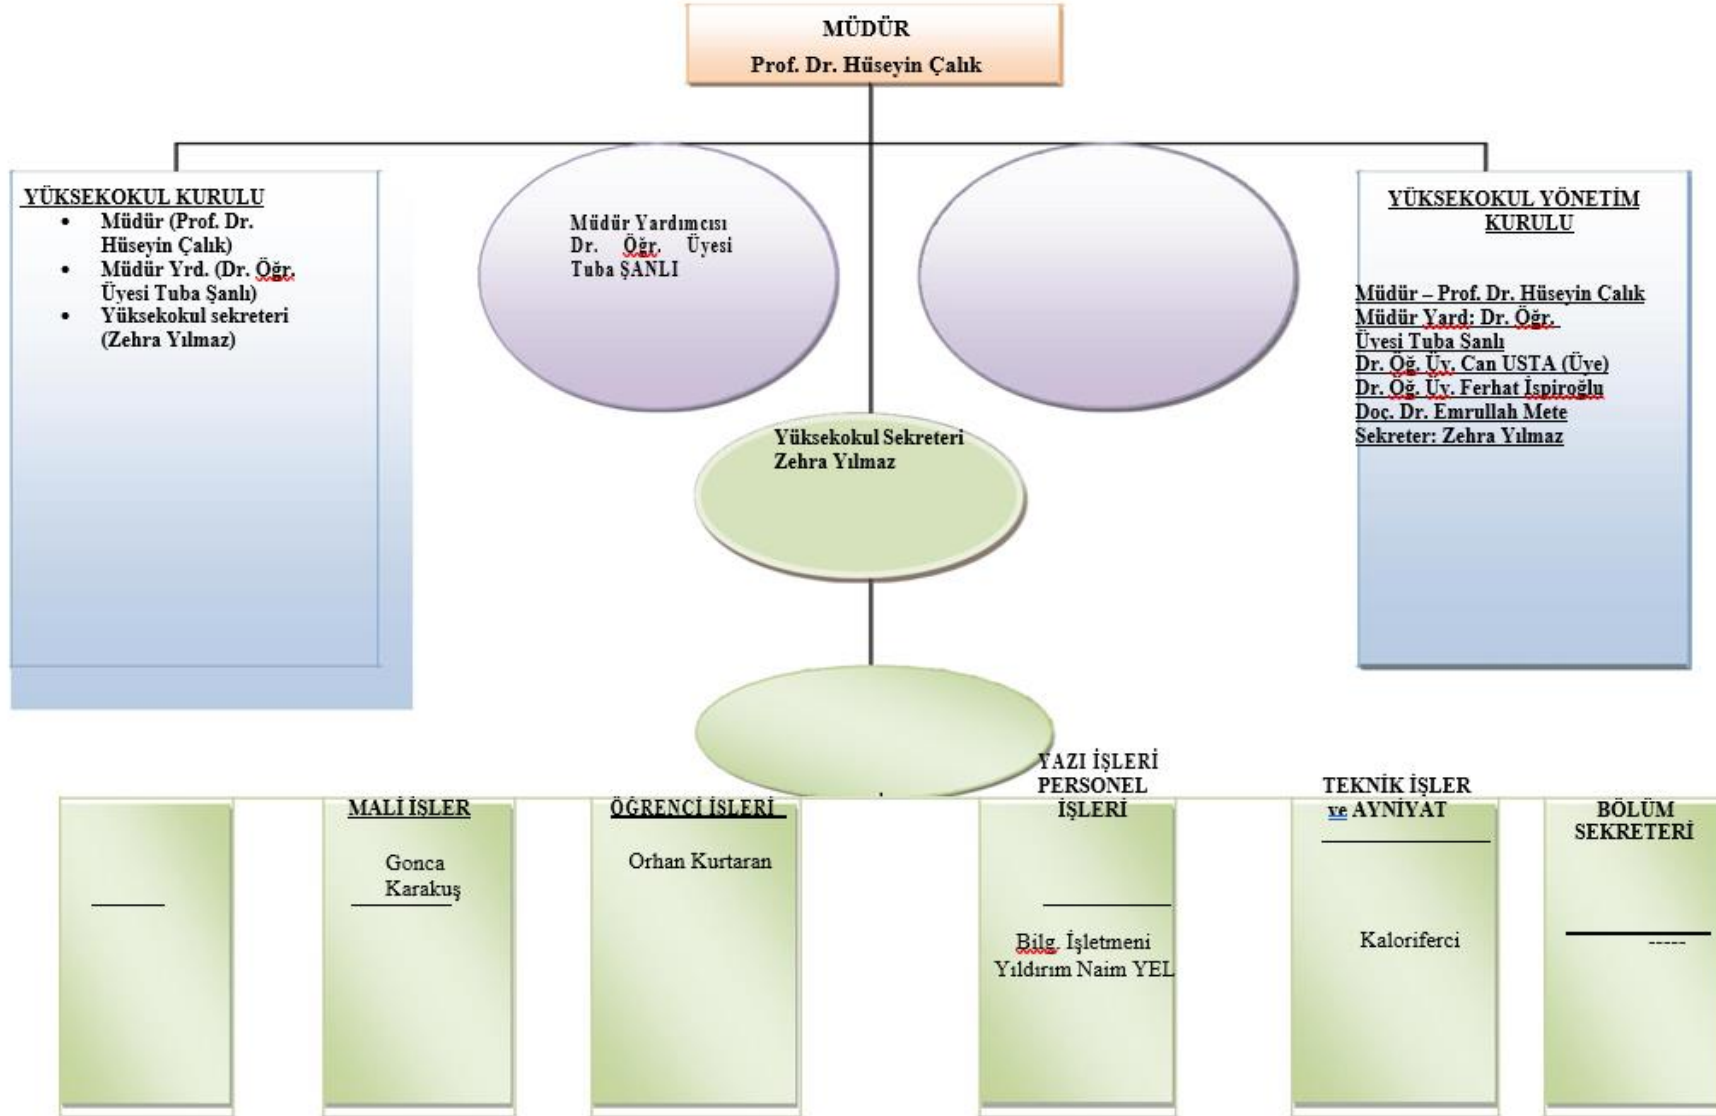 MÜDÜR
Prof. Dr. Hüseyin Çalık
YÜKSEKOKUL KURULU
• Müdür (Prof. Dr.
Hüseyin Çalık)
• Müdür Yrd. (Dr. Öğr.
Üyesi Tuba Şanlı)
• Yüksekokul sekreteri
(Zehra Yılmaz)
Müdür Yardımcısı
Dr. Öğr. Üyesi
Tuba ŞANLI
YÜKSEKOKUL YÖNETİM
KURULU
Müdür – Prof. Dr. Hüseyin Çalık
Müdür Yard: Dr. Öğr.
Üyesi Tuba Şanlı
Dr. Öğ. Üy. Can USTA (Üye)
Dr. Öğ. Üy. Ferhat İspiroğlu
Doç. Dr. Emrullah Mete
Sekreter: Zehra Yılmaz
Yüksekokul Sekreteri
Zehra Yılmaz
MALİ İŞLER
Gonca
Karakuş
ÖĞRENCİ İŞLERİ
Orhan Kurtaran
YAZI İŞLERİ
PERSONEL
İŞLERİ
Bilg. İşletmeni
Yıldırım Naim YEL
TEKNİK İŞLER
ve AYNİYAT
Kaloriferci
BÖLÜM
SEKRETERİ
-----